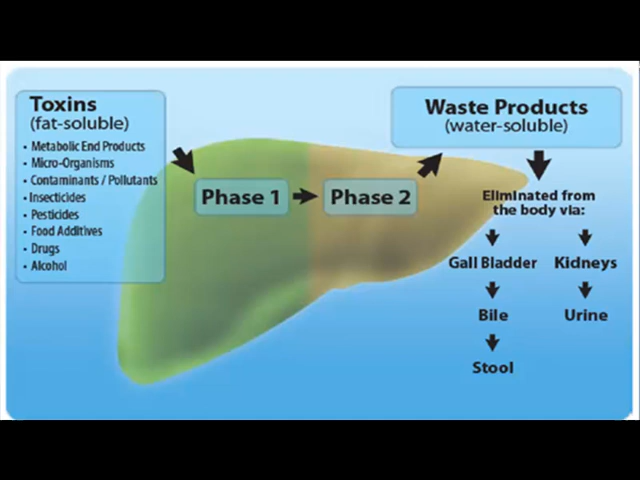 Toxins
(fat-soluble)
• Metabolic End Products
• Micro-Organisms
• Contaminants / Pollutants
• Insecticides
• Pesticides
• Food Additives
• Drugs
• Alcohol
Phase 1
Phase 2
Waste Products
(water-soluble)
Eliminated from
the body via:
Gall Bladder
Bile
Stool
Kidneys
Urine